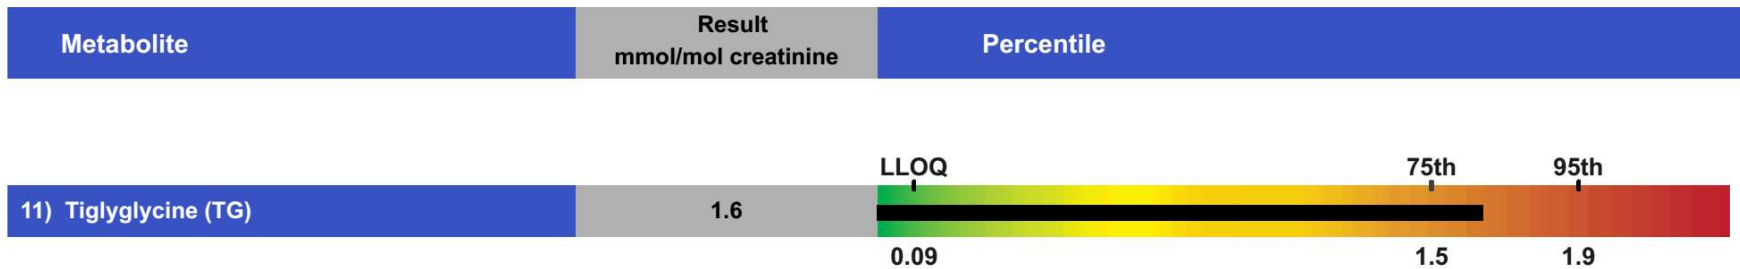 Metabolite
Result
mmol/mol creatinine
Percentile
LLOQ 75th 95th
11) Tiglyglycine (TG) 1.6
0.09 1.5 1.9